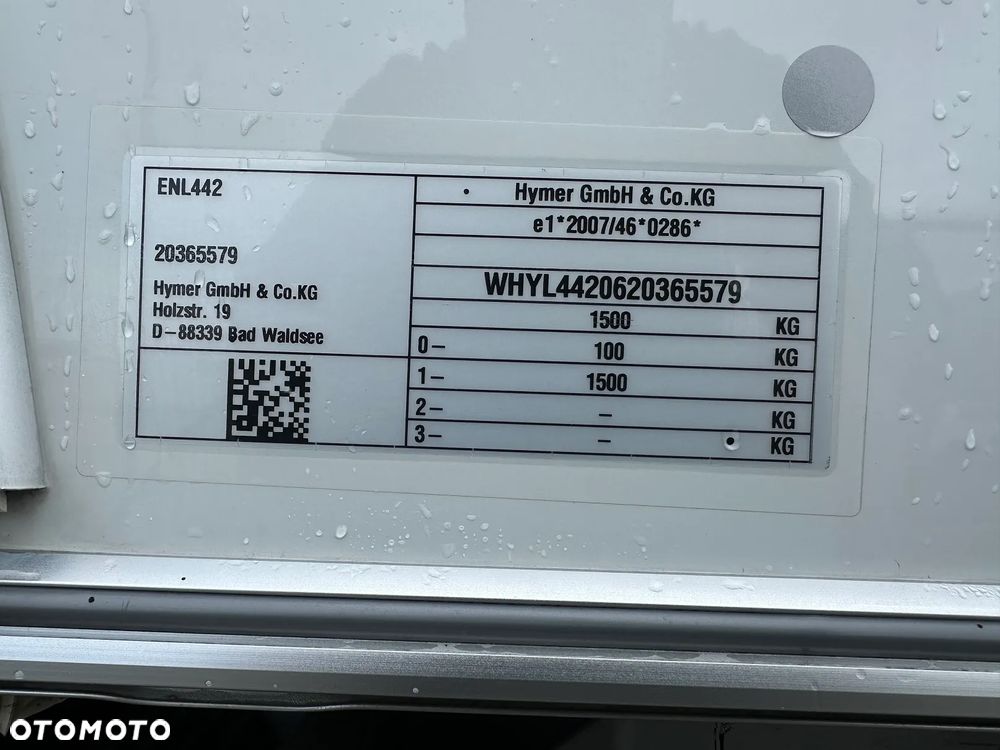 ENL442
20365579
Hymer GmbH & Co.KG
Holzstr. 19
D-88339 Bad Waldsee
Hymer GmbH & Co.KG
e1*2007/46*0286*
WHYL4420620365579
1500 KG
0- 100 KG
1- 1500 KG
2- - KG
3- - KG
OTOMOTO